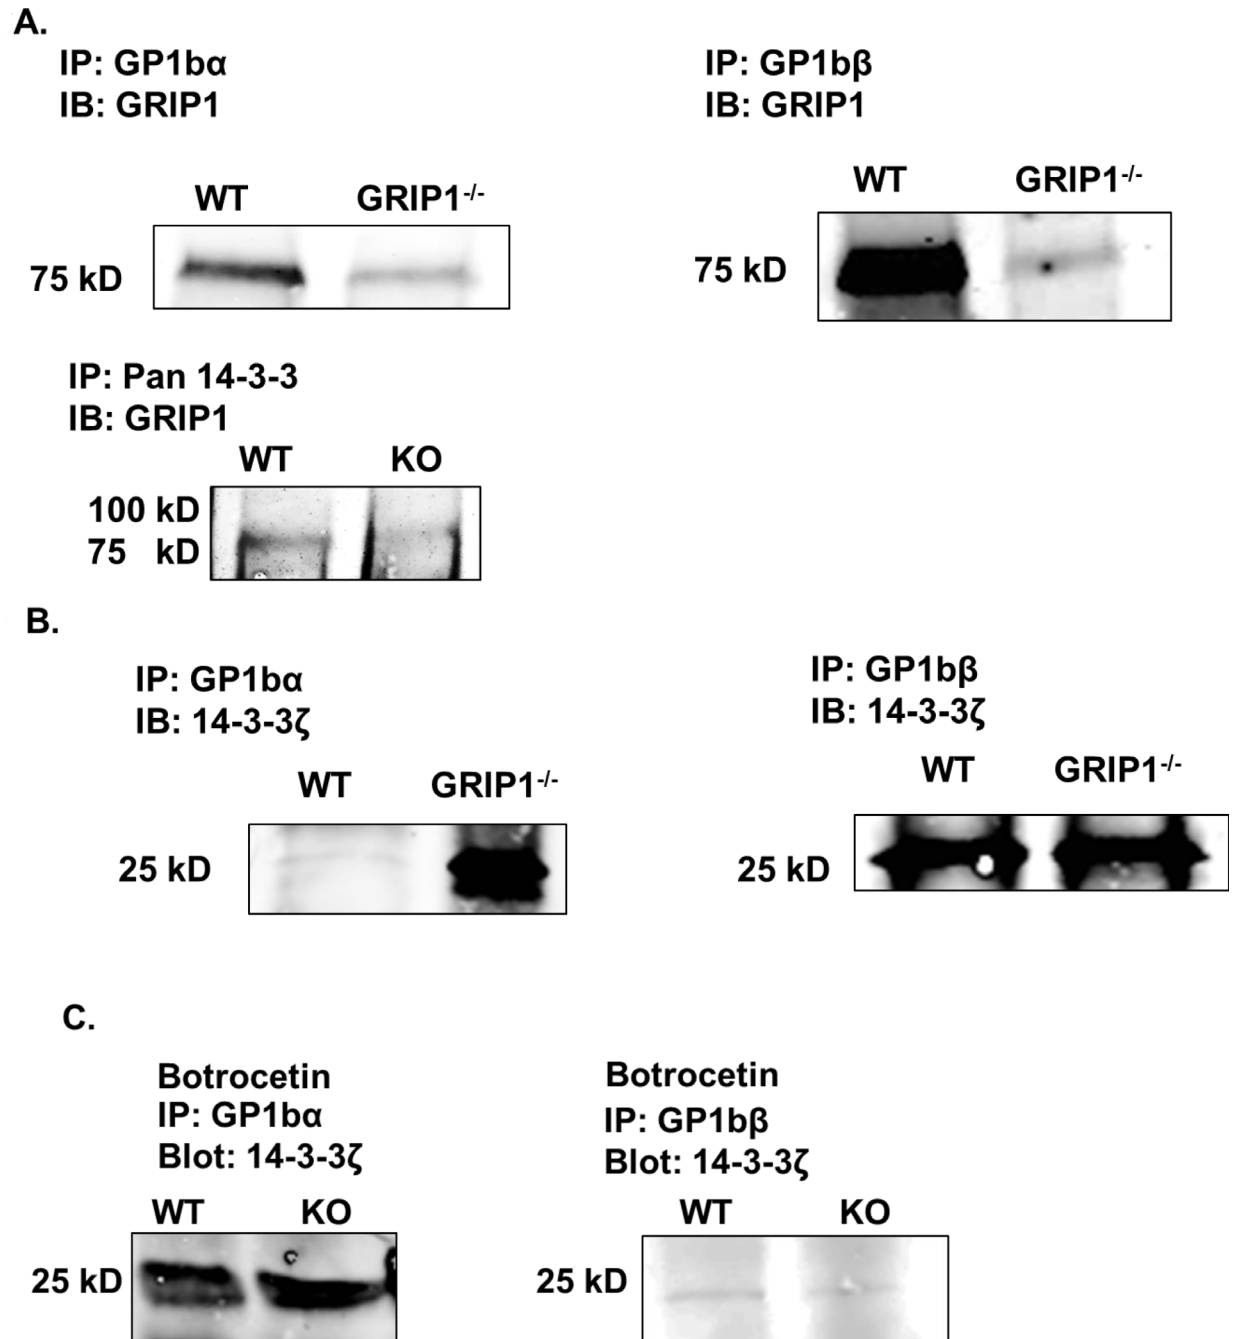 A.
IP: GP1bα
IB: GRIP1
WT GRIP1-/-
75 kD
IP: GP1bβ
IB: GRIP1
WT GRIP1-/-
75 kD
IP: Pan 14-3-3
IB: GRIP1
WT KO
100 kD
75 kD
B.
IP: GP1bα
IB: 14-3-3ζ
WT GRIP1-/-
25 kD
IP: GP1bβ
IB: 14-3-3ζ
WT GRIP1-/-
25 kD
C.
Botrocetin
IP: GP1bα
Blot: 14-3-3ζ
WT KO
25 kD
Botrocetin
IP: GP1bβ
Blot: 14-3-3ζ
WT KO
25 kD